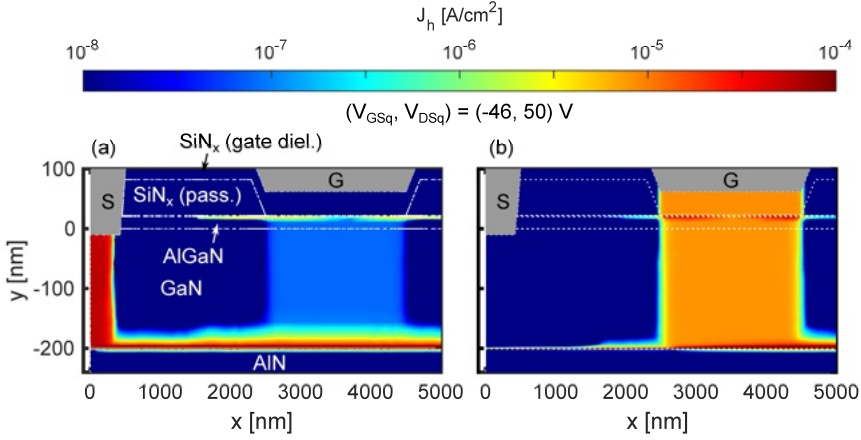 J_h [A/cm²]
10⁻⁸ 10⁻⁷ 10⁻⁶ 10⁻⁵ 10⁻⁴
(V_GSq, V_DSq) = (-46, 50) V
SiN_x (gate diel.)
(a) (b)
100
G G
S SiN_x (pass.) S
0
AlGaN
GaN
y [nm]
-100
-200
AlN
0 1000 2000 3000 4000 5000 0 1000 2000 3000 4000 5000
x [nm] x [nm]